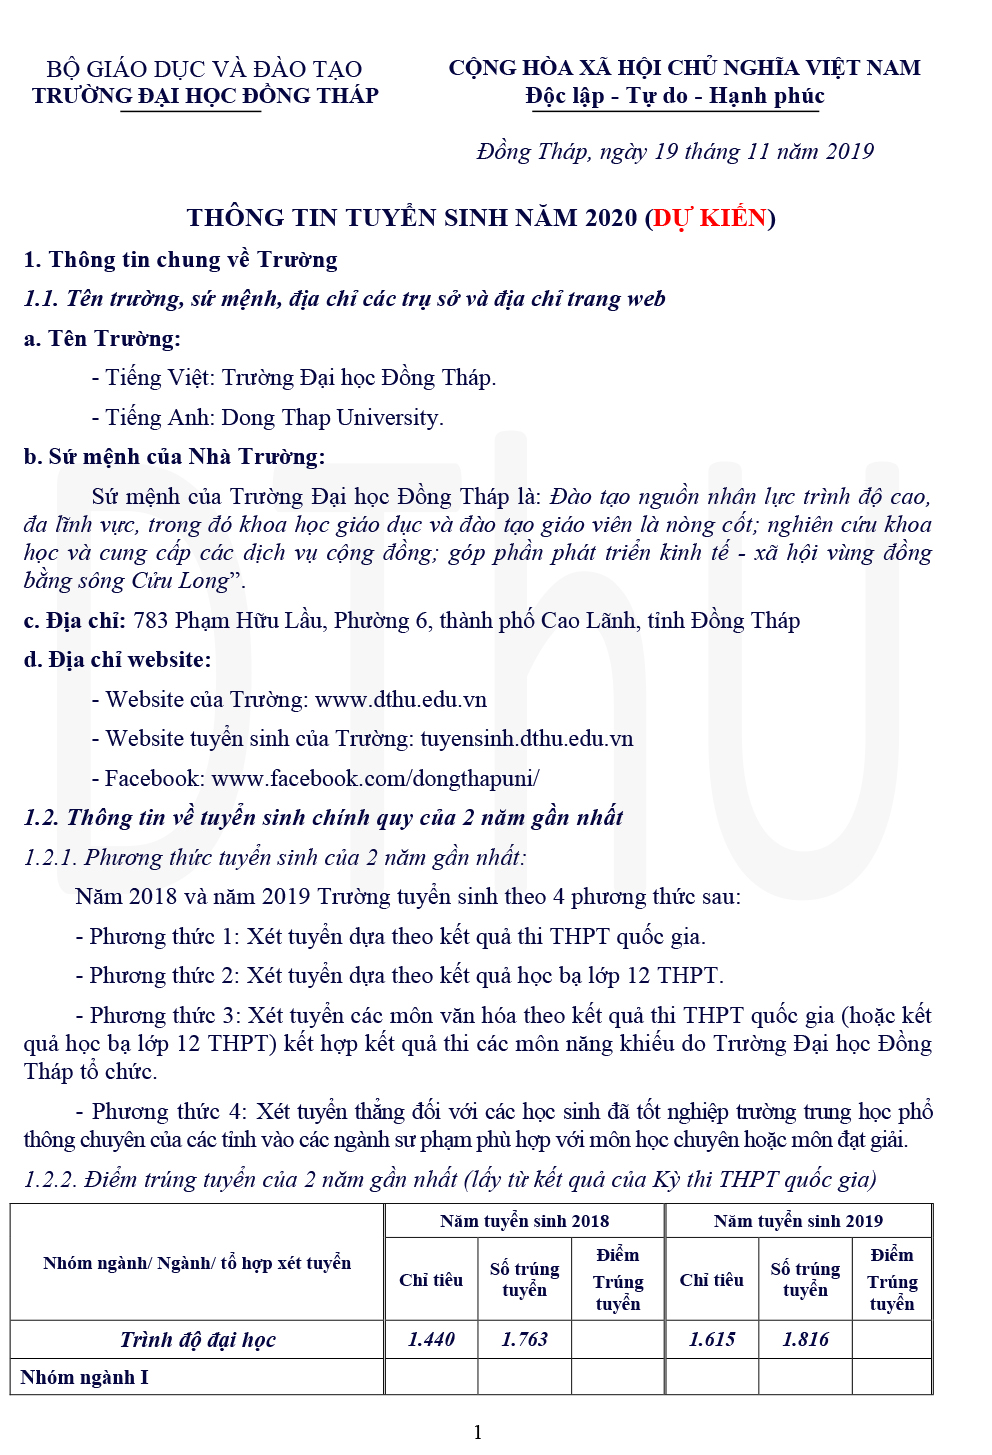 BỘ GIÁO DỤC VÀ ĐÀO TẠO
TRƯỜNG ĐẠI HỌC ĐỒNG THÁP
CỘNG HÒA XÃ HỘI CHỦ NGHĨA VIỆT NAM
Độc lập - Tự do - Hạnh phúc
Đồng Tháp, ngày 19 tháng 11 năm 2019
THÔNG TIN TUYỂN SINH NĂM 2020 (DỰ KIẾN)
1. Thông tin chung về Trường
1.1. Tên trường, sứ mệnh, địa chỉ các trụ sở và địa chỉ trang web
a. Tên Trường:
- Tiếng Việt: Trường Đại học Đồng Tháp.
- Tiếng Anh: Dong Thap University.
b. Sứ mệnh của Nhà Trường:
Sứ mệnh của Trường Đại học Đồng Tháp là: Đào tạo nguồn nhân lực trình độ cao,
đa lĩnh vực, trong đó khoa học giáo dục và đào tạo giáo viên là nòng cốt; nghiên cứu khoa
học và cung cấp các dịch vụ cộng đồng; góp phần phát triển kinh tế - xã hội vùng đồng
bằng sông Cửu Long”.
c. Địa chỉ: 783 Phạm Hữu Lầu, Phường 6, thành phố Cao Lãnh, tỉnh Đồng Tháp
d. Địa chỉ website:
- Website của Trường: www.dthu.edu.vn
- Website tuyển sinh của Trường: tuyensinh.dthu.edu.vn
- Facebook: www.facebook.com/dongthapuni/
1.2. Thông tin về tuyển sinh chính quy của 2 năm gần nhất
1.2.1. Phương thức tuyển sinh của 2 năm gần nhất:
Năm 2018 và năm 2019 Trường tuyển sinh theo 4 phương thức sau:
- Phương thức 1: Xét tuyển dựa theo kết quả thi THPT quốc gia.
- Phương thức 2: Xét tuyển dựa theo kết quả học bạ lớp 12 THPT.
- Phương thức 3: Xét tuyển các môn văn hóa theo kết quả thi THPT quốc gia (hoặc kết
quả học bạ lớp 12 THPT) kết hợp kết quả thi các môn năng khiếu do Trường Đại học Đồng
Tháp tổ chức.
- Phương thức 4: Xét tuyển thẳng đối với các học sinh đã tốt nghiệp trường trung học phổ
thông chuyên của các tỉnh vào các ngành sư phạm phù hợp với môn học chuyên hoặc môn đạt giải.
1.2.2. Điểm trúng tuyển của 2 năm gần nhất (lấy từ kết quả của Kỳ thi THPT quốc gia)
Nhóm ngành/ Ngành/ tổ hợp xét tuyển
Năm tuyển sinh 2018
Năm tuyển sinh 2019
Chỉ tiêu
Số trúng
tuyển
Điểm
Trúng
tuyển
Chỉ tiêu
Số trúng
tuyển
Điểm
Trúng
tuyển
Trình độ đại học 1.440 1.763 1.615 1.816
Nhóm ngành I
1
DThU